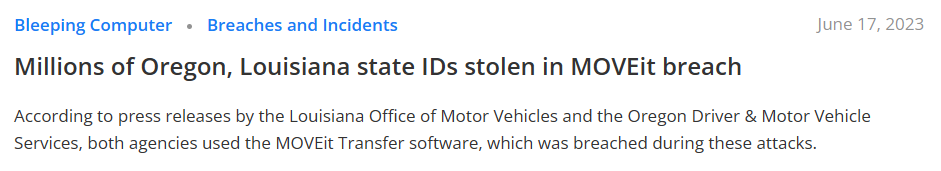 Bleeping Computer • Breaches and Incidents June 17, 2023
Millions of Oregon, Louisiana state IDs stolen in MOVEit breach
According to press releases by the Louisiana Office of Motor Vehicles and the Oregon Driver & Motor Vehicle
Services, both agencies used the MOVEit Transfer software, which was breached during these attacks.